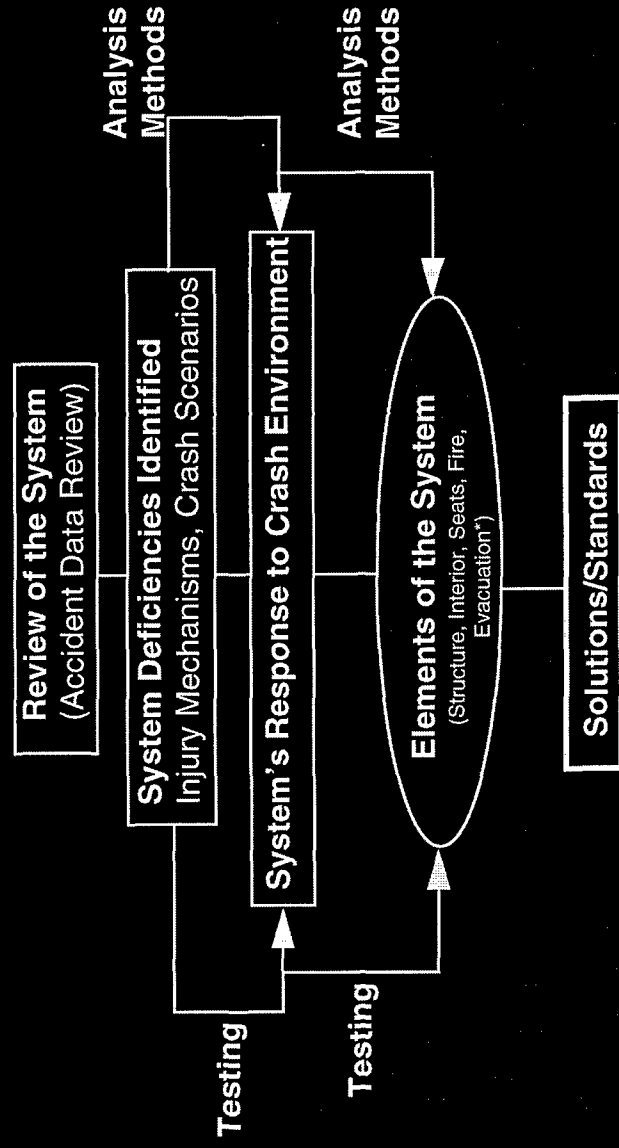 Review of the System
(Accident Data Review)
System Deficiencies Identified
Injury Mechanisms, Crash Scenarios
Analysis
Methods
Testing
System's Response to Crash Environment
Analysis
Methods
Testing
Elements of the System
(Structure, Interior, Seats, Fire,
Evacuation*)
Solutions/Standards